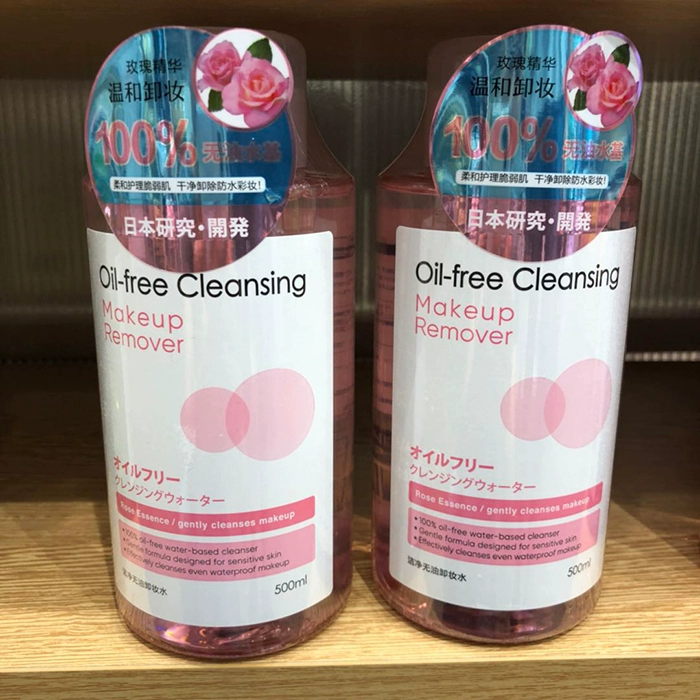 玫瑰精华
温和卸妆
100% 无油水基
柔和护理脆弱肌 干净卸除防水彩妆!
日本研究・開発
Oil-free Cleansing
Makeup
Remover
オイルフリー
クレンジングウォーター
Rose Essence / gently cleanses makeup
•100% oil-free water-based cleanser
•Gentle formula designed for sensitive skin
•Effectively cleanses even waterproof makeup
洁净无油卸妆水
500ml
玫瑰精华
温和卸妆
100% 无油水基
柔和护理脆弱肌 干净卸除防水彩妆!
日本研究・開発
Oil-free Cleansing
Makeup
Remover
オイルフリー
クレンジングウォーター
Rose Essence / gently cleanses makeup
•100% oil-free water-based cleanser
•Gentle formula designed for sensitive skin
•Effectively cleanses even waterproof makeup
洁净无油卸妆水
500ml